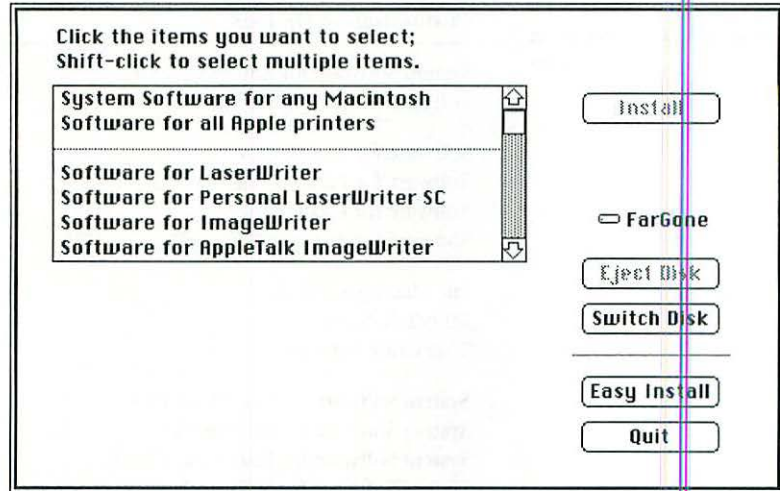 Click the items you want to select;
Shift-click to select multiple items.
System Software for any Macintosh
Software for all Apple printers
Software for LaserWriter
Software for Personal LaserWriter SC
Software for ImageWriter
Software for AppleTalk ImageWriter
Install
FarGone
Eject Disk
Switch Disk
Easy Install
Quit